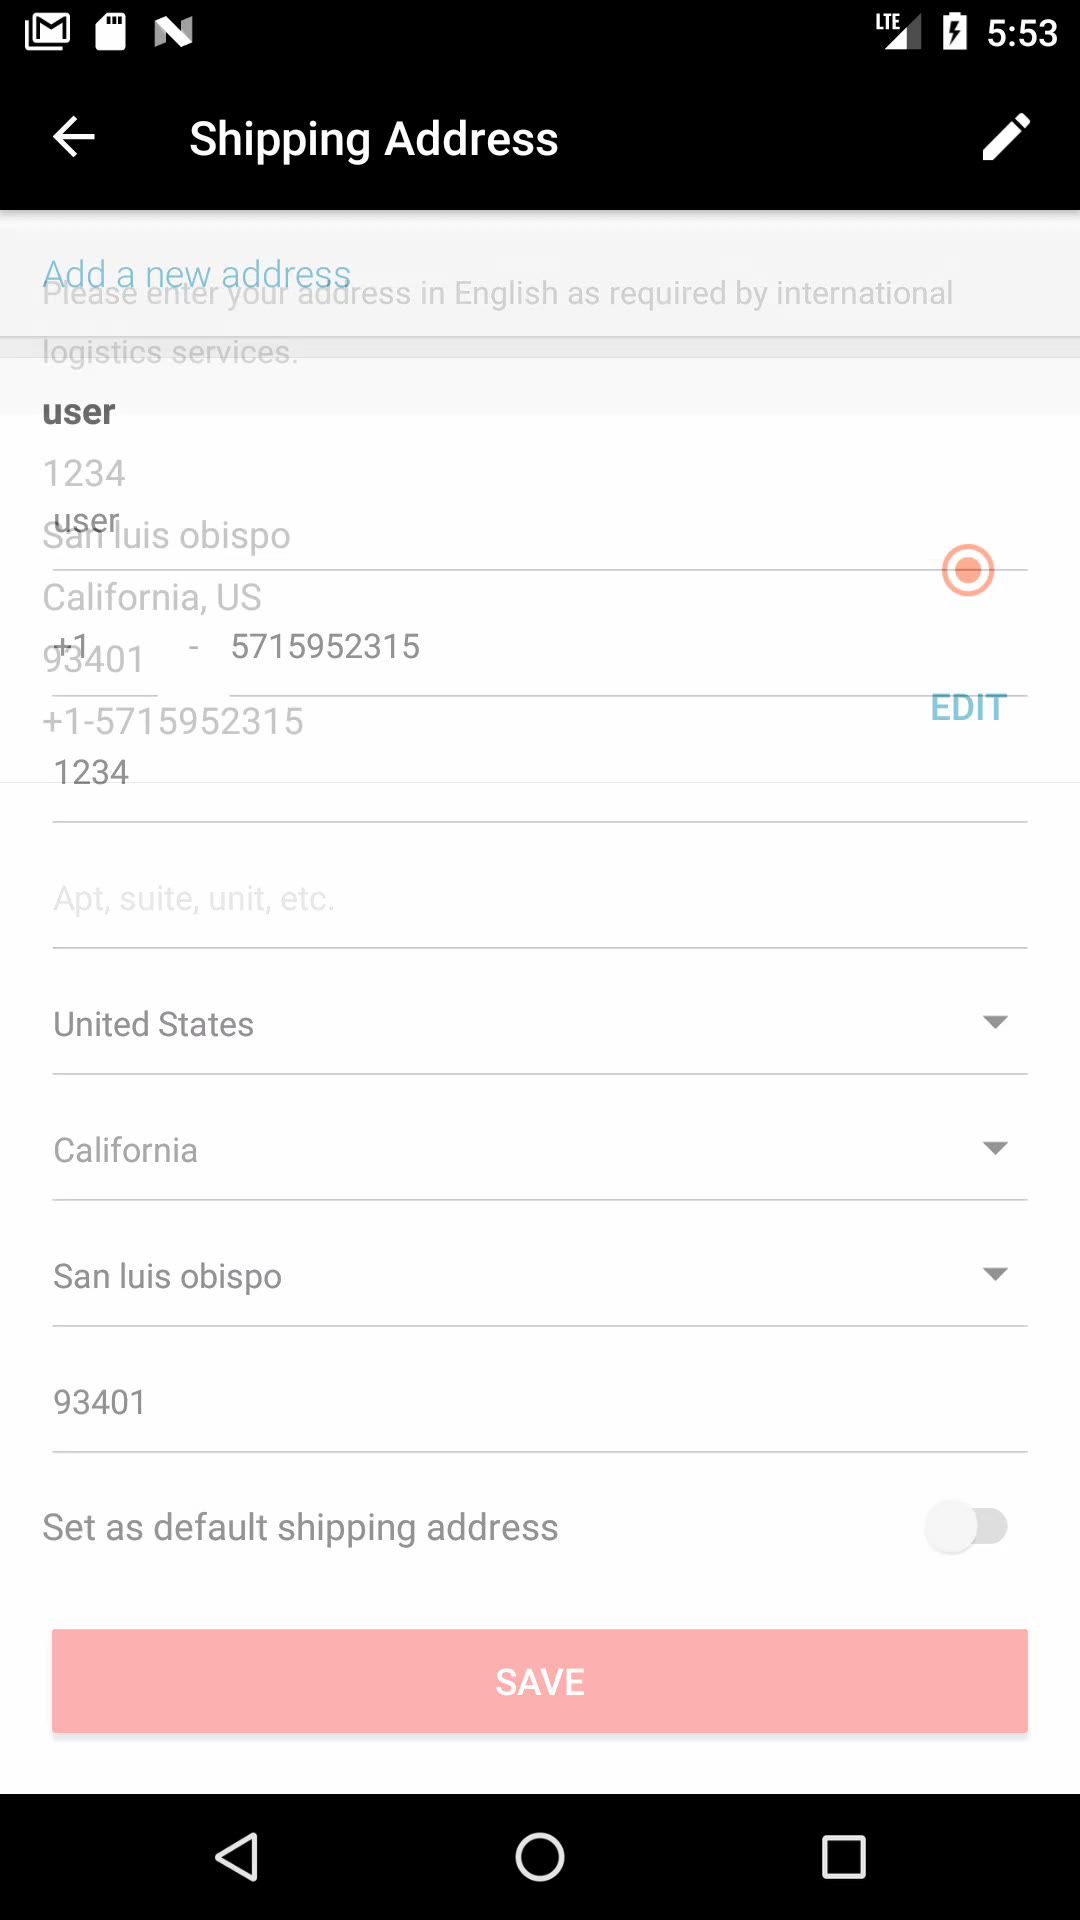 LTE 5:53
Shipping Address
Add a new address
Please enter your address in English as required by international
logistics services.
user
1234
user
San luis obispo
California, US
+1 - 5715952315
93401
EDIT
+1-5715952315
1234
Apt, suite, unit, etc.
United States
California
San luis obispo
93401
Set as default shipping address
SAVE